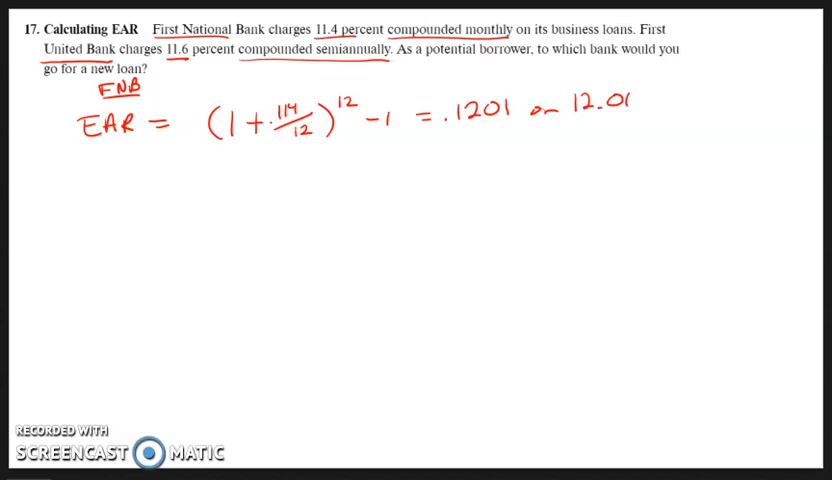 17. Calculating EAR First National Bank charges 11.4 percent compounded monthly on its business loans. First
United Bank charges 11.6 percent compounded semiannually. As a potential borrower, to which bank would you
go for a new loan?
FNB
EAR = (1 + .114/12)^12 - 1 = .1201 or 12.01
RECORDED WITH
SCREENCAST MATIC